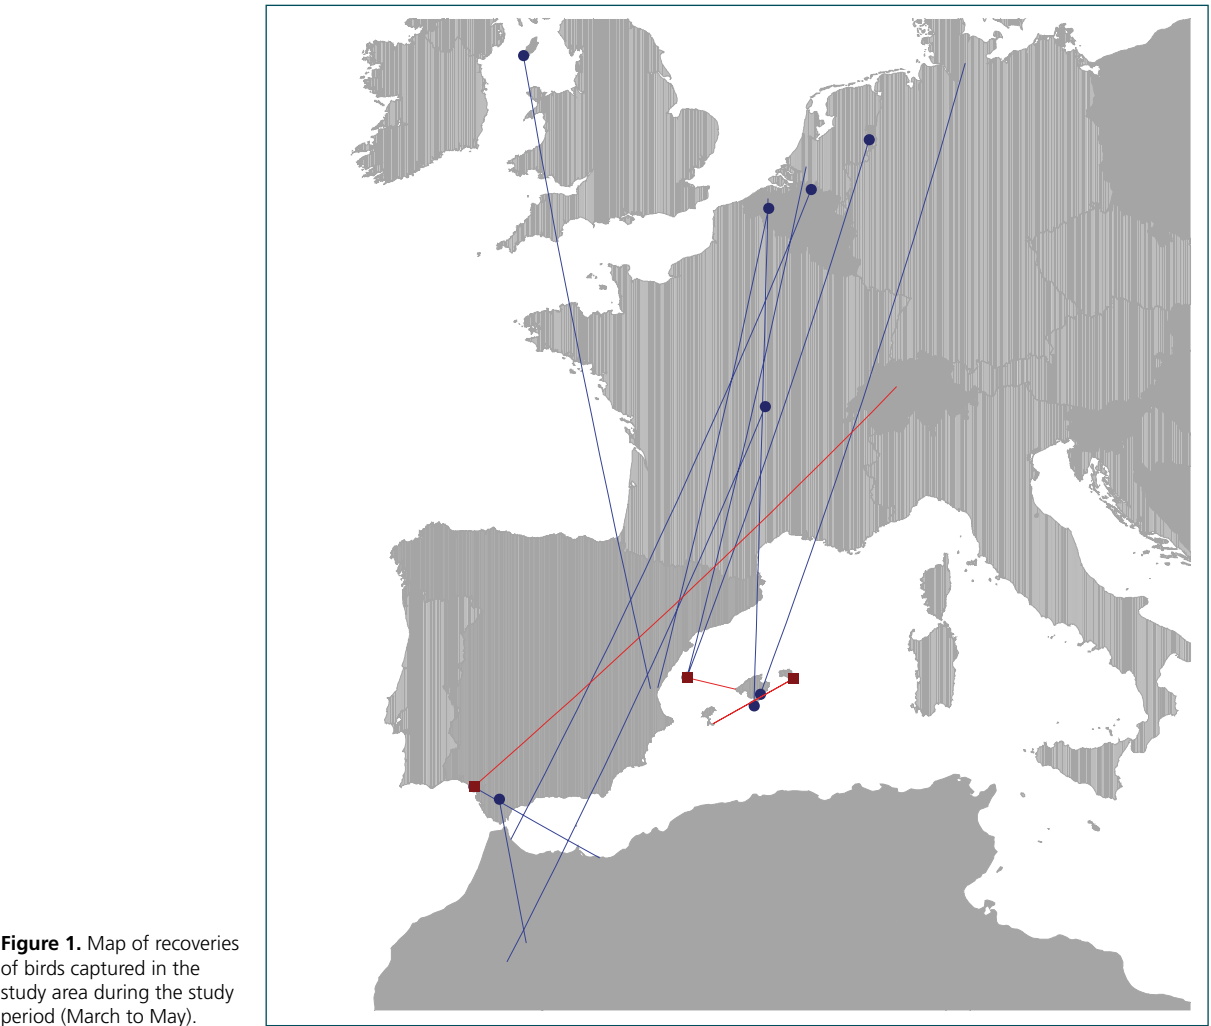 Figure 1. Map of recoveries
of birds captured in the
study area during the study
period (March to May).